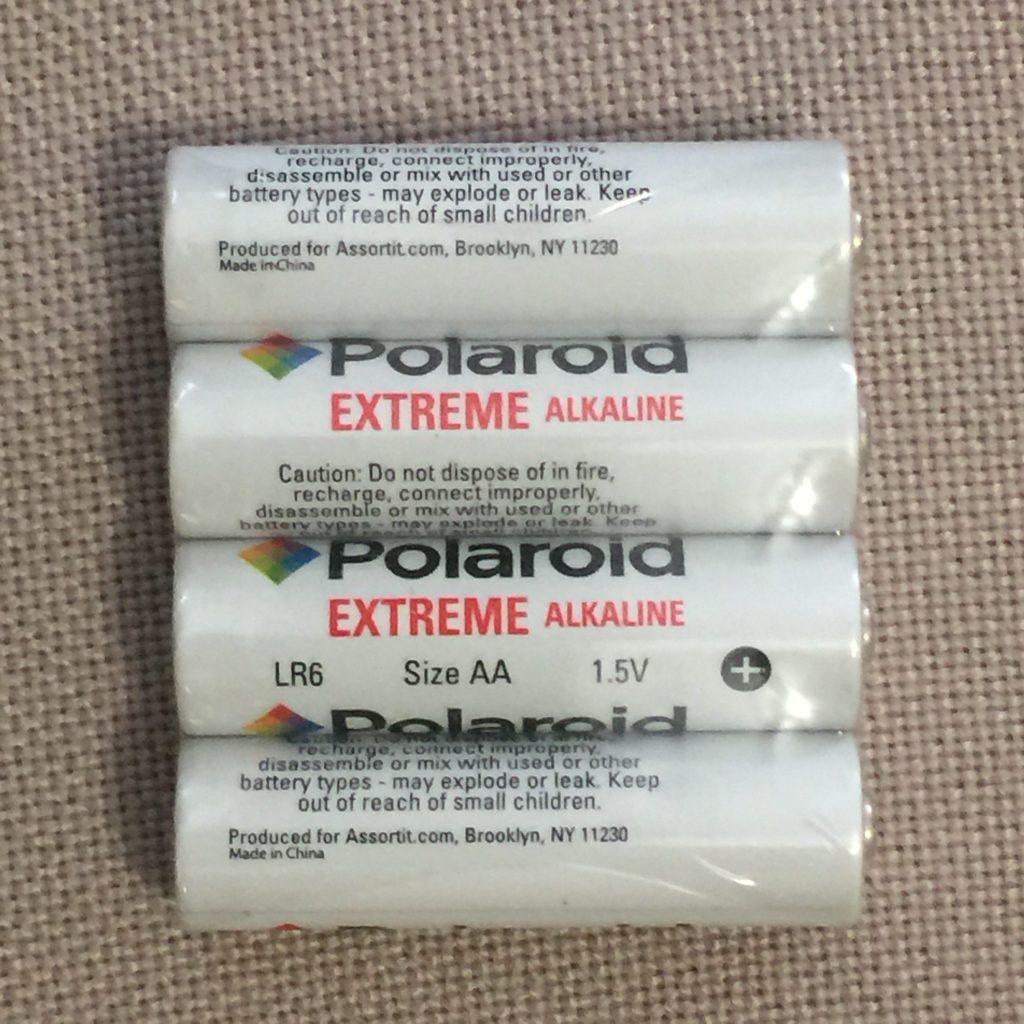 Caution: Do not dispose of in fire,
recharge, connect improperly,
disassemble or mix with used or other
battery types - may explode or leak. Keep
out of reach of small children.
Produced for Assortit.com, Brooklyn, NY 11230
Made in China
Polaroid
EXTREME ALKALINE
Caution: Do not dispose of in fire,
recharge, connect improperly,
disassemble or mix with used or other
battery types - may explode or leak. Keep
Polaroid
EXTREME ALKALINE
LR6 Size AA 1.5V +
Polaroid
recharge, connect improperly,
disassemble or mix with used or other
battery types - may explode or leak. Keep
out of reach of small children.
Produced for Assortit.com, Brooklyn, NY 11230
Made in China